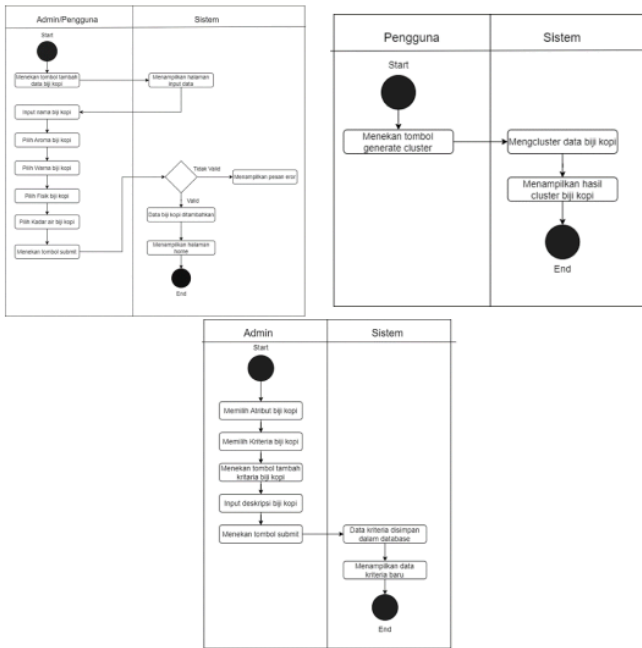 Admin/Pengguna
Sistem
Start
Menekan tombol tambah
data biji kopi
Menampilkan halaman
input data
Input nama biji kopi
Pilih Aroma biji kopi
Pilih Warna biji kopi
Pilih Fisik biji kopi
Pilih Kadar air biji kopi
Menekan tombol submit
Tidak Valid
Menampilkan pesan error
Valid
Data biji kopi ditambahkan
Menampilkan halaman
home
End
Pengguna
Sistem
Start
Menekan tombol
generate cluster
Mengcluster data biji kopi
Menampilkan hasil
cluster biji kopi
End
Admin
Sistem
Start
Memilih Atribut biji kopi
Memilih Kriteria biji kopi
Menekan tombol tambah
kritaria biji kopi
Input deskripsi biji kopi
Menekan tombol submit
Data kriteria disimpan
dalam database
Menampilkan data
kriteria baru
End